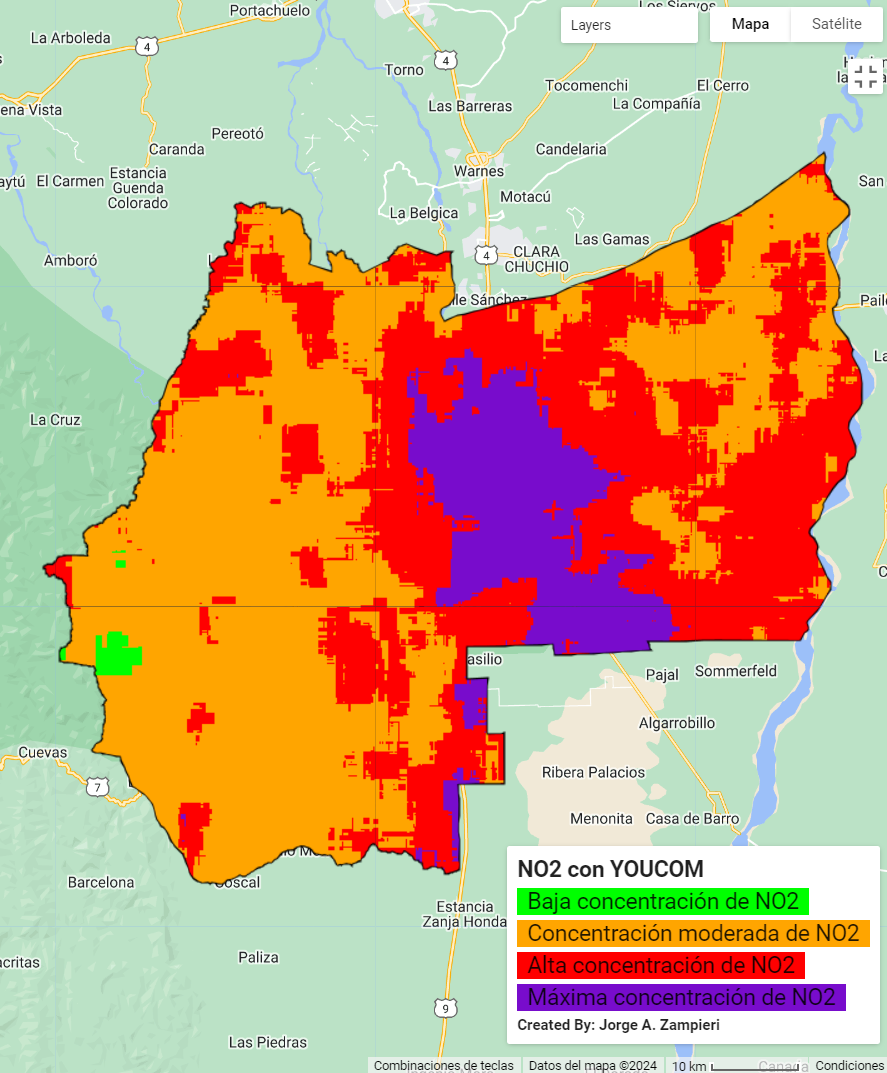 Portachuelo
Los Siervos
La Arboleda
4
Layers
Mapa
Satélite
4
Torno
Tocomenchi
El Cerro
La Compañía
Las Barreras
ena Vista
Pereotó
Caranda
Candelaria
Warnes
aytú
El Carmen
Estancia
Guenda
Colorado
San
Motacú
La Belgica
Las Gamas
4
CLARA
CHUCHIO
Amboró
lle Sánchez
Paile
La
La Cruz
asilio
Pajal
Sommerfeld
Algarrobillo
Cuevas
7
Ribera Palacios
Menonita
Casa de Barro
Barcelona
Estancia
Zanja Honda
acritas
Paliza
9
Las Piedras
NO2 con YOUCOM
Baja concentración de NO2
Concentración moderada de NO2
Alta concentración de NO2
Máxima concentración de NO2
Created By: Jorge A. Zampieri
Canadá
Combinaciones de teclas
Datos del mapa ©2024
10 km
Condiciones